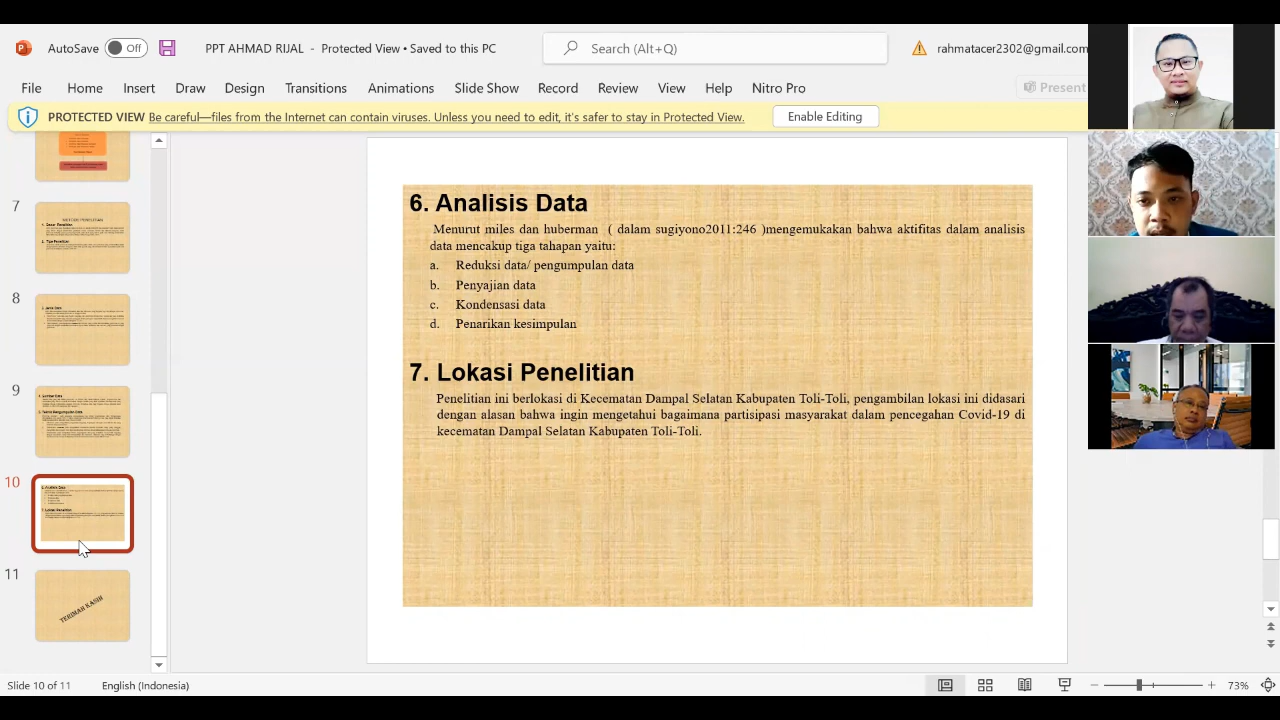 AutoSave Off PPT AHMAD RIJAL - Protected View • Saved to this PC Search (Alt+Q) rahmatacer2302@gmail.com
File Home Insert Draw Design Transitions Animations Slide Show Record Review View Help Nitro Pro Present
PROTECTED VIEW Be careful—files from the Internet can contain viruses. Unless you need to edit, it's safer to stay in Protected View. Enable Editing
7
8
9
10
11
TERIMAH KASIH
6. Analisis Data
Menurut miles dan huberman ( dalam sugiyono2011:246 )mengemukakan bahwa aktifitas dalam analisis
data mencakup tiga tahapan yaitu:
a. Reduksi data/ pengumpulan data
b. Penyajian data
c. Kondensasi data
d. Penarikan kesimpulan
7. Lokasi Penelitian
Penelitian ini berlokasi di Kecematan Dampal Selatan Kebupaten Toli-Toli, pengambilan lokasi ini didasari
dengan alasan bahwa ingin mengetahui bagaimana partisipasi masyarakat dalam pencegahan Covid-19 di
kecematan Dampal Selatan Kabupaten Toli-Toli.
Slide 10 of 11 English (Indonesia) 73%